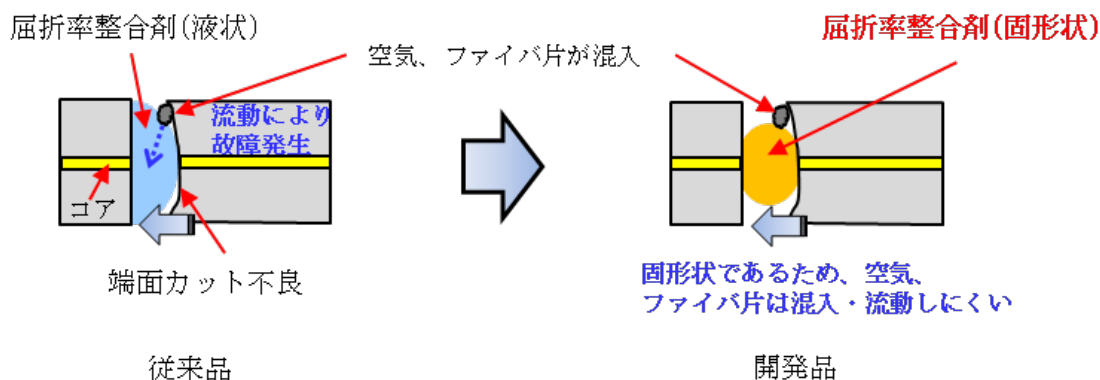 屈折率整合剤(液状)
空気、ファイバ片が混入
屈折率整合剤(固形状)
流動により
故障発生
コア
端面カット不良
固形状であるため、空気、
ファイバ片は混入・流動しにくい
従来品
開発品